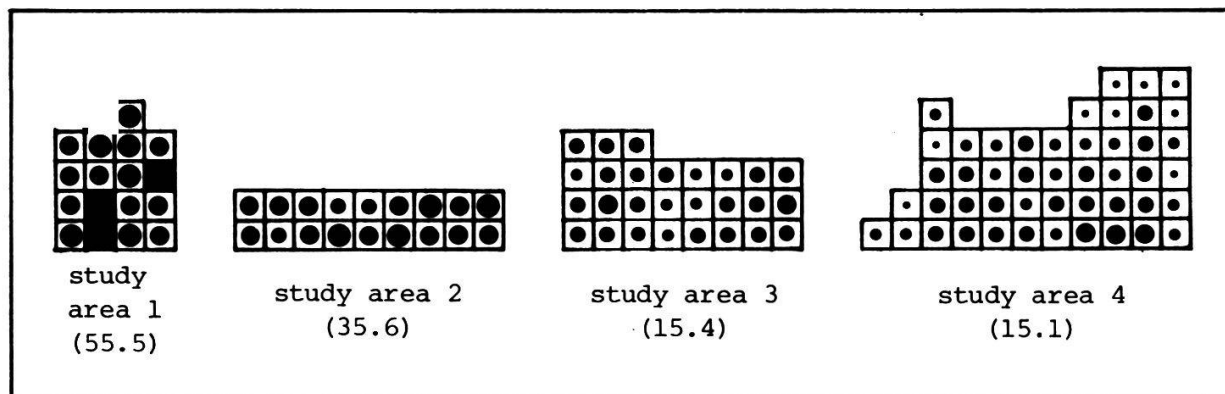 study
area 1
(55.5)
study area 2
(35.6)
study area 3
(15.4)
study area 4
(15.1)